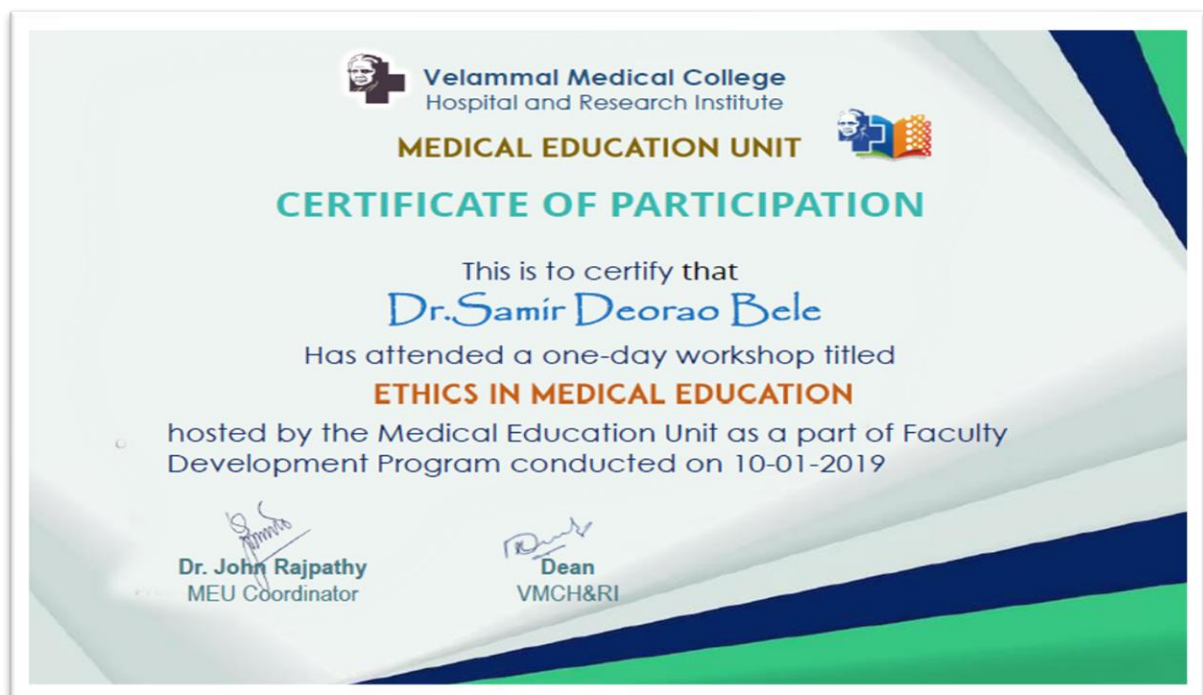 Velammal Medical College
Hospital and Research Institute
MEDICAL EDUCATION UNIT
CERTIFICATE OF PARTICIPATION
This is to certify that
Dr.Samir Deorao Bele
Has attended a one-day workshop titled
ETHICS IN MEDICAL EDUCATION
hosted by the Medical Education Unit as a part of Faculty
Development Program conducted on 10-01-2019
Dr. John Rajpathy
MEU Coordinator
Dean
VMCH&RI